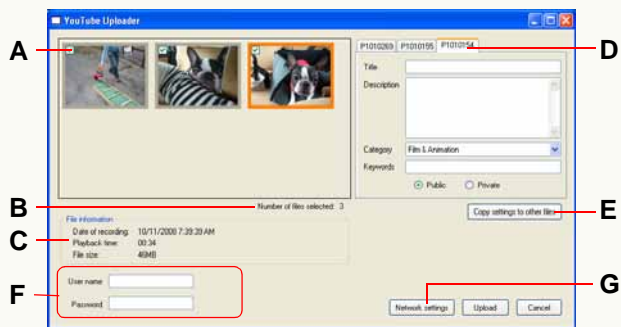 YouTube Uploader
A
D
P1010269 P1010155 P1010154
Title
Description
Category Film & Animation
Keywords
Public Private
B
Number of files selected: 3
Copy settings to other files
E
C
File information
Date of recording: 10/11/2008 7:39:39 AM
Playback time: 00:34
File size: 46MB
F
User name
Password
G
Network settings Upload Cancel